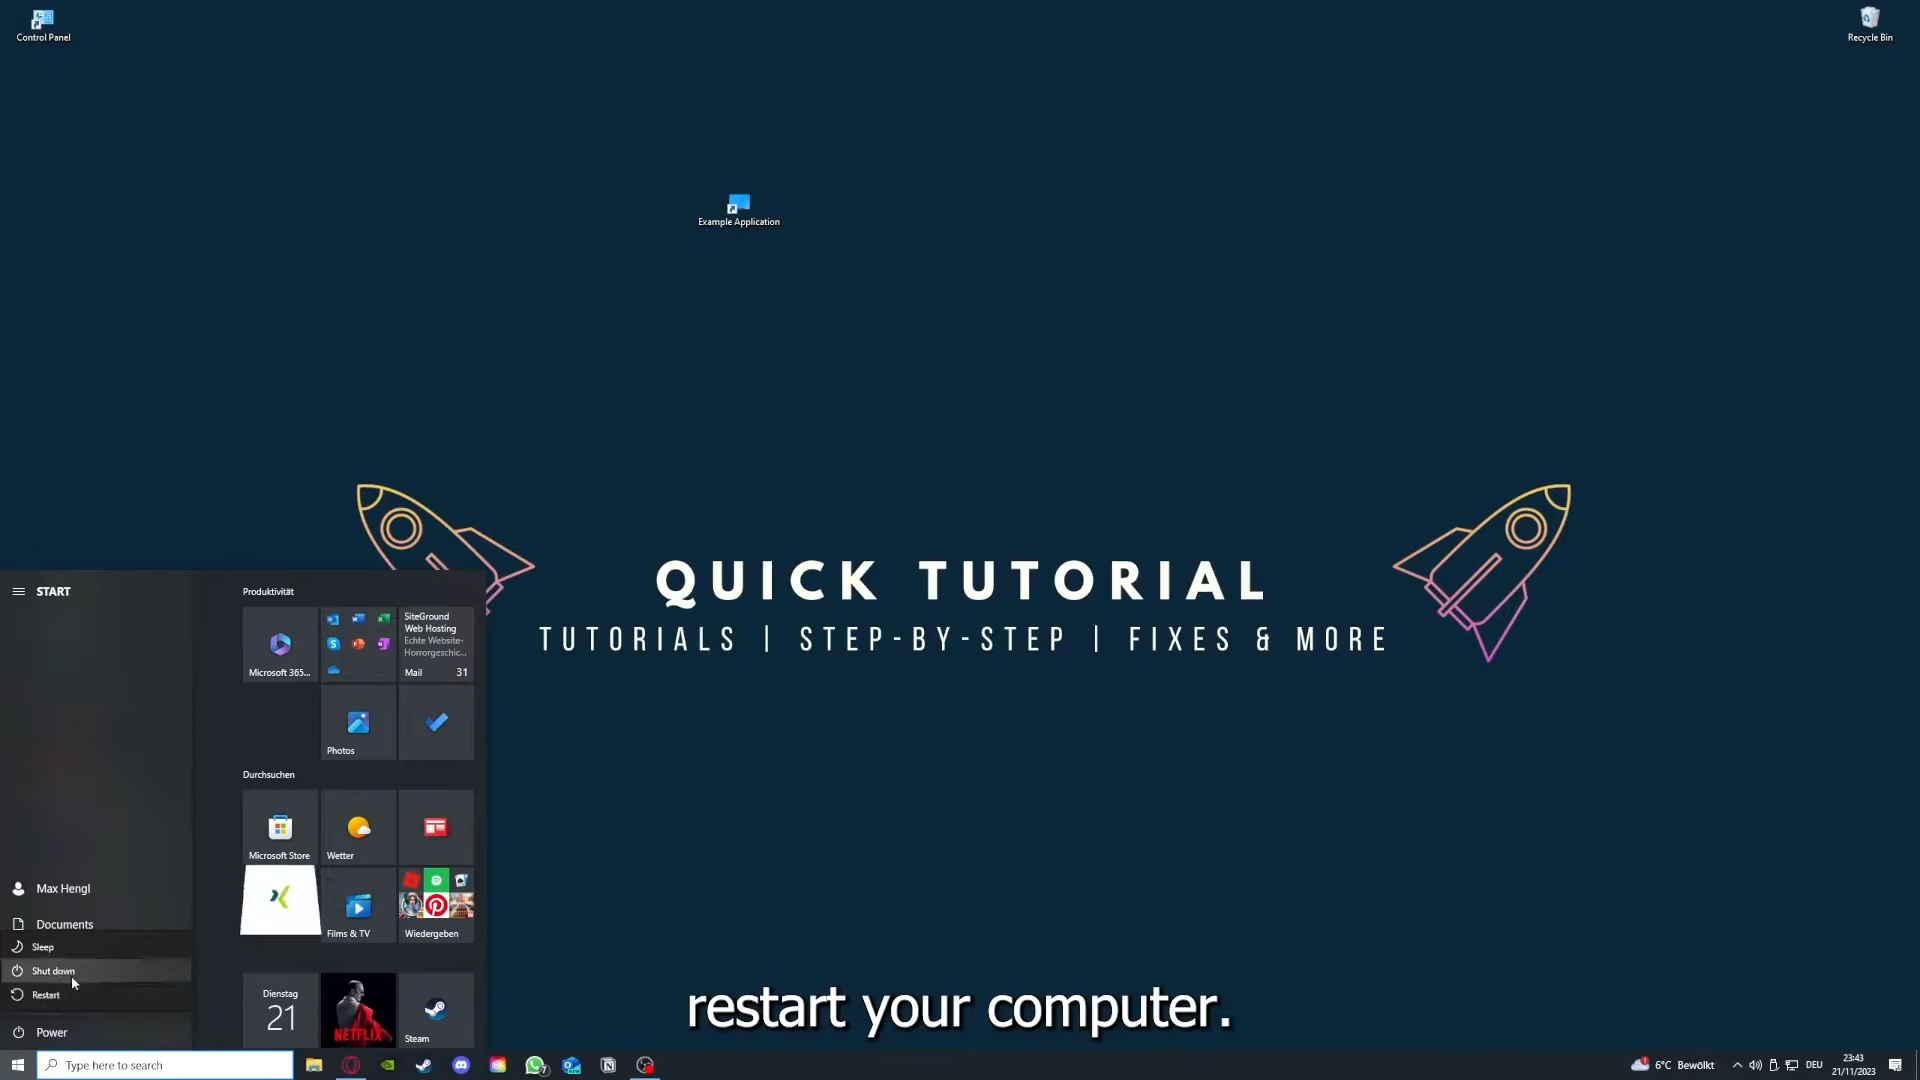 Control Panel
Recycle Bin
Example Application
QUICK TUTORIAL
TUTORIALS | STEP-BY-STEP | FIXES & MORE
START
Produktivität
Microsoft 365...
SiteGround
Web Hosting
Echte Website-
Horrorgeschic...
Mail 31
Photos
Durchsuchen
Microsoft Store
Wetter
Films & TV
Wiedergeben
Max Hengl
Documents
Sleep
Shut down
Restart
Power
Dienstag
21
NETFLIX
Steam
restart your computer.
Type here to search
7
1
6°C Bewölkt
DEU
23:43
21/11/2023